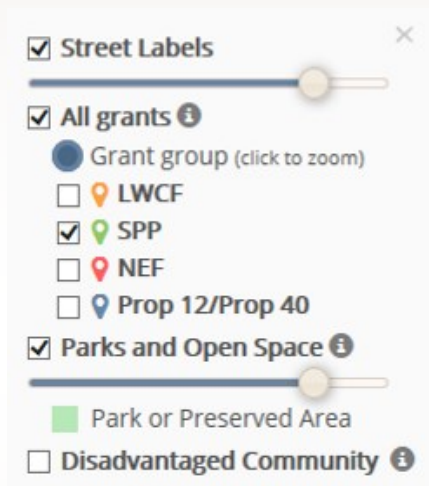 Street Labels
All grants
Grant group (click to zoom)
LWCF
SPP
NEF
Prop 12/Prop 40
Parks and Open Space
Park or Preserved Area
Disadvantaged Community